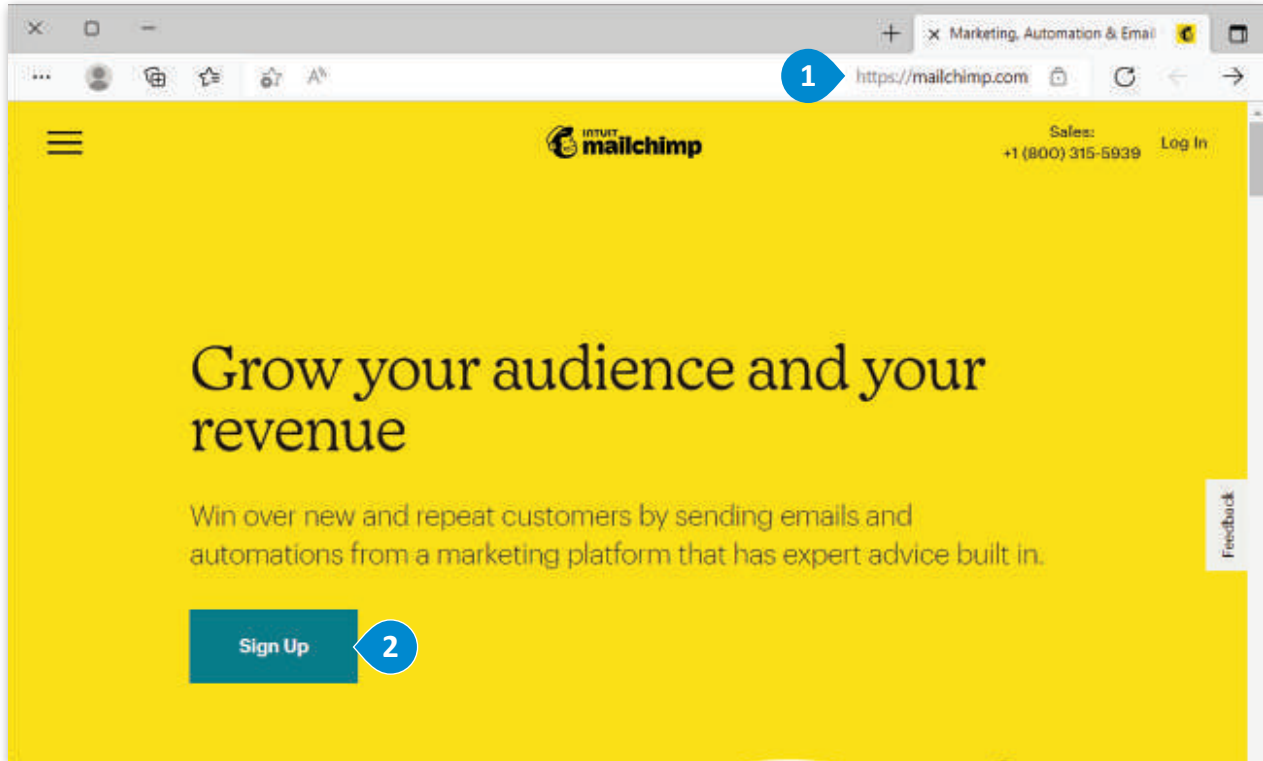 Marketing, Automation & Emai
1
https://mailchimp.com
INTUIT
mailchimp
Sales:
+1 (800) 315-5939
Log In
Grow your audience and your
revenue
Win over new and repeat customers by sending emails and
automations from a marketing platform that has expert advice built in.
Feedback
Sign Up
2